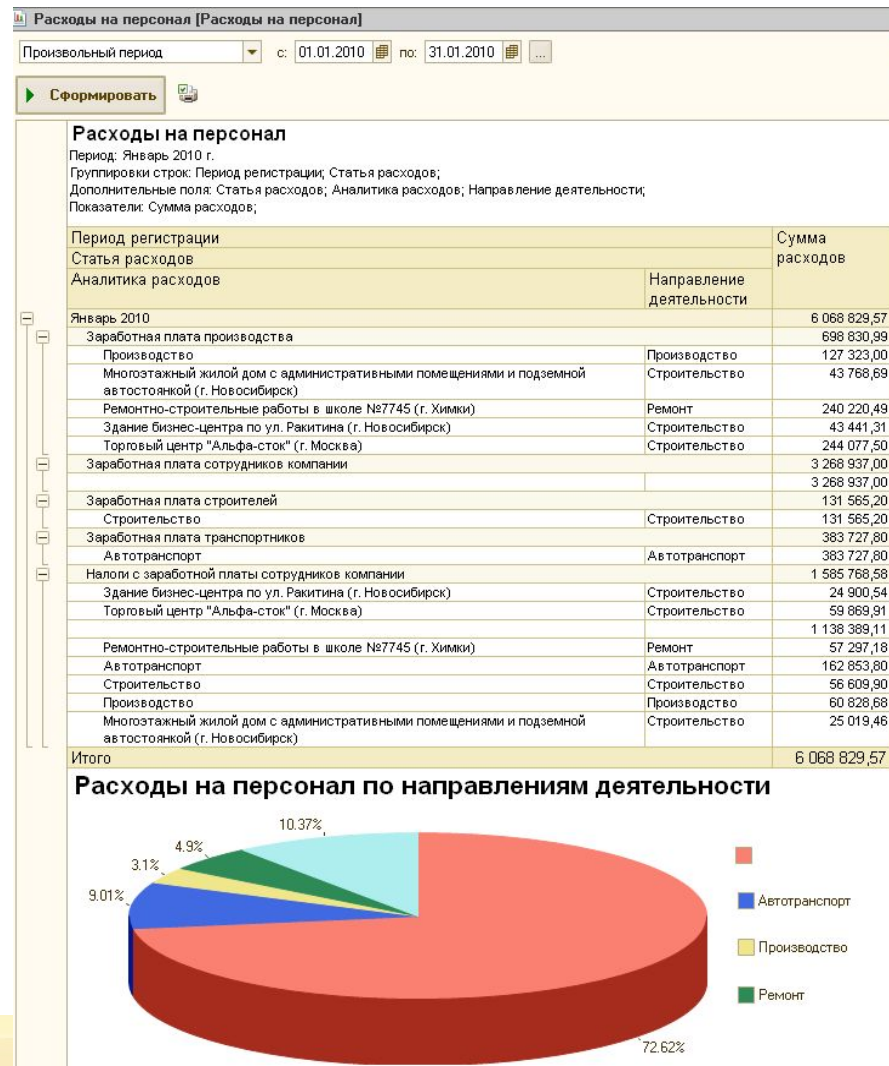 Расходы на персонал [Расходы на персонал]
Произвольный период с: 01.01.2010 по: 31.01.2010 ...
Сформировать
Расходы на персонал
Период: Январь 2010 г.
Группировки строк: Период регистрации; Статья расходов;
Дополнительные поля: Статья расходов; Аналитика расходов; Направление деятельности;
Показатели: Сумма расходов;
Период регистрации Сумма
Статья расходов расходов
Аналитика расходов Направление
деятельности
Январь 2010 6 068 829,57
Заработная плата производства 698 830,99
Производство Производство 127 323,00
Многоэтажный жилой дом с административными помещениями и подземной Строительство 43 768,69
автостоянкой (г. Новосибирск)
Ремонтно-строительные работы в школе №7745 (г. Химки) Ремонт 240 220,49
Здание бизнес-центра по ул. Ракитина (г. Новосибирск) Строительство 43 441,31
Торговый центр "Альфа-сток" (г. Москва) Строительство 244 077,50
Заработная плата сотрудников компании 3 268 937,00
3 268 937,00
Заработная плата строителей 131 565,20
Строительство Строительство 131 565,20
Заработная плата транспортников 383 727,80
Автотранспорт Автотранспорт 383 727,80
Налоги с заработной платы сотрудников компании 1 585 768,58
Здание бизнес-центра по ул. Ракитина (г. Новосибирск) Строительство 24 900,54
Торговый центр "Альфа-сток" (г. Москва) Строительство 59 869,91
1 138 389,11
Ремонтно-строительные работы в школе №7745 (г. Химки) Ремонт 57 297,18
Автотранспорт Автотранспорт 162 853,80
Строительство Строительство 56 609,90
Производство Производство 60 828,68
Многоэтажный жилой дом с административными помещениями и подземной Строительство 25 019,46
автостоянкой (г. Новосибирск)
Итого 6 068 829,57
Расходы на персонал по направлениям деятельности
10.37%
4.9%
3.1%
9.01%
Автотранспорт
Производство
Ремонт
72.62%